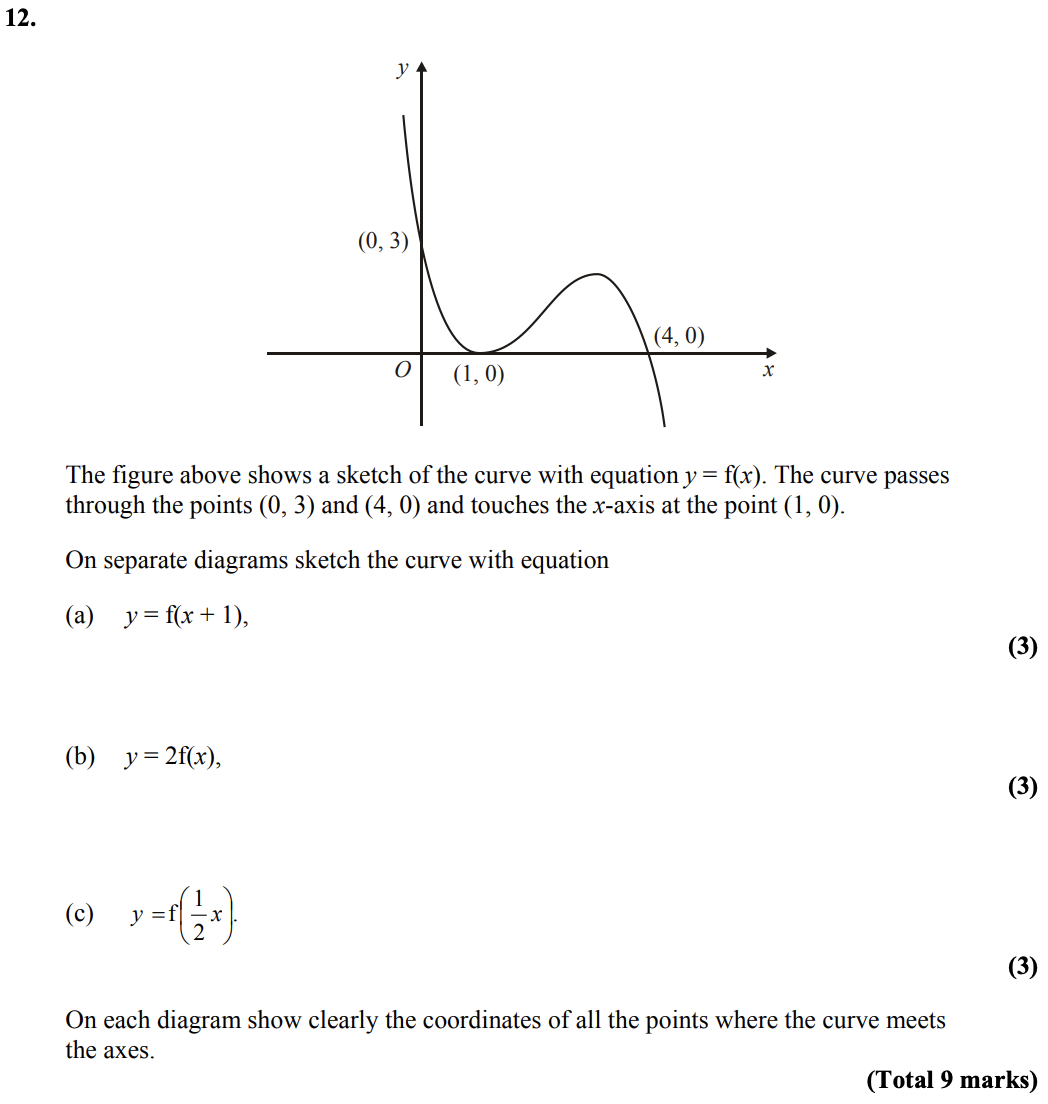 12.
y
(0, 3)
(4, 0)
O
(1, 0)
x
The figure above shows a sketch of the curve with equation y = f(x). The curve passes
through the points (0, 3) and (4, 0) and touches the x-axis at the point (1, 0).
On separate diagrams sketch the curve with equation
(a) y = f(x + 1),
(3)
(b) y = 2f(x),
(3)
(c) y = f(1/2 x).
(3)
On each diagram show clearly the coordinates of all the points where the curve meets
the axes.
(Total 9 marks)